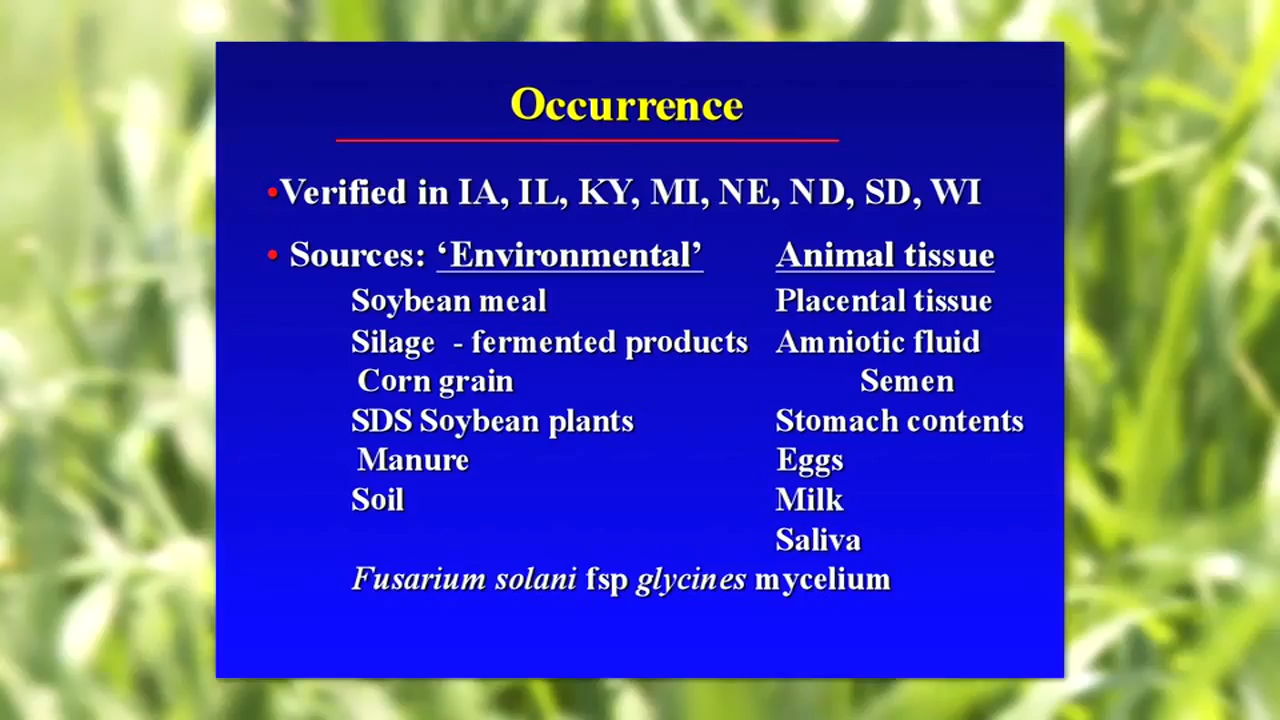 Occurrence
•Verified in IA, IL, KY, MI, NE, ND, SD, WI
• Sources: ‘Environmental’ Animal tissue
Soybean meal Placental tissue
Silage - fermented products Amniotic fluid
Corn grain Semen
SDS Soybean plants Stomach contents
Manure Eggs
Soil Milk
Saliva
Fusarium solani fsp glycines mycelium